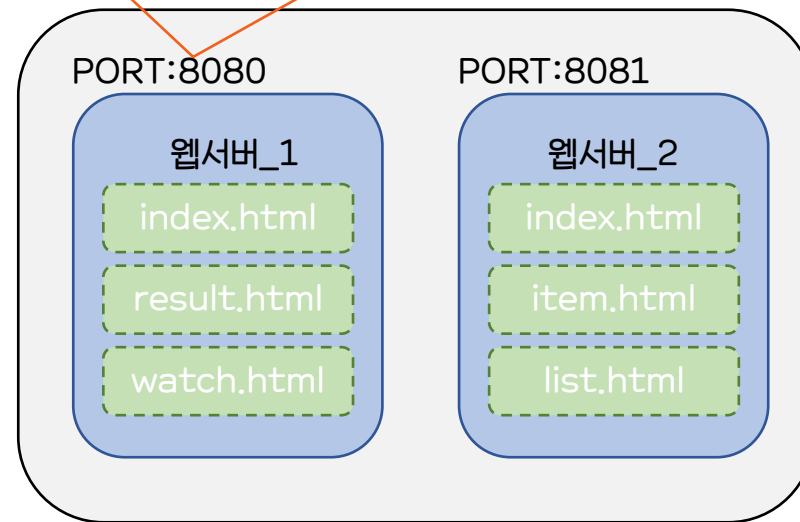 PORT:8080
웹서버_1
index.html
result.html
watch.html
PORT:8081
웹서버_2
index.html
item.html
list.html